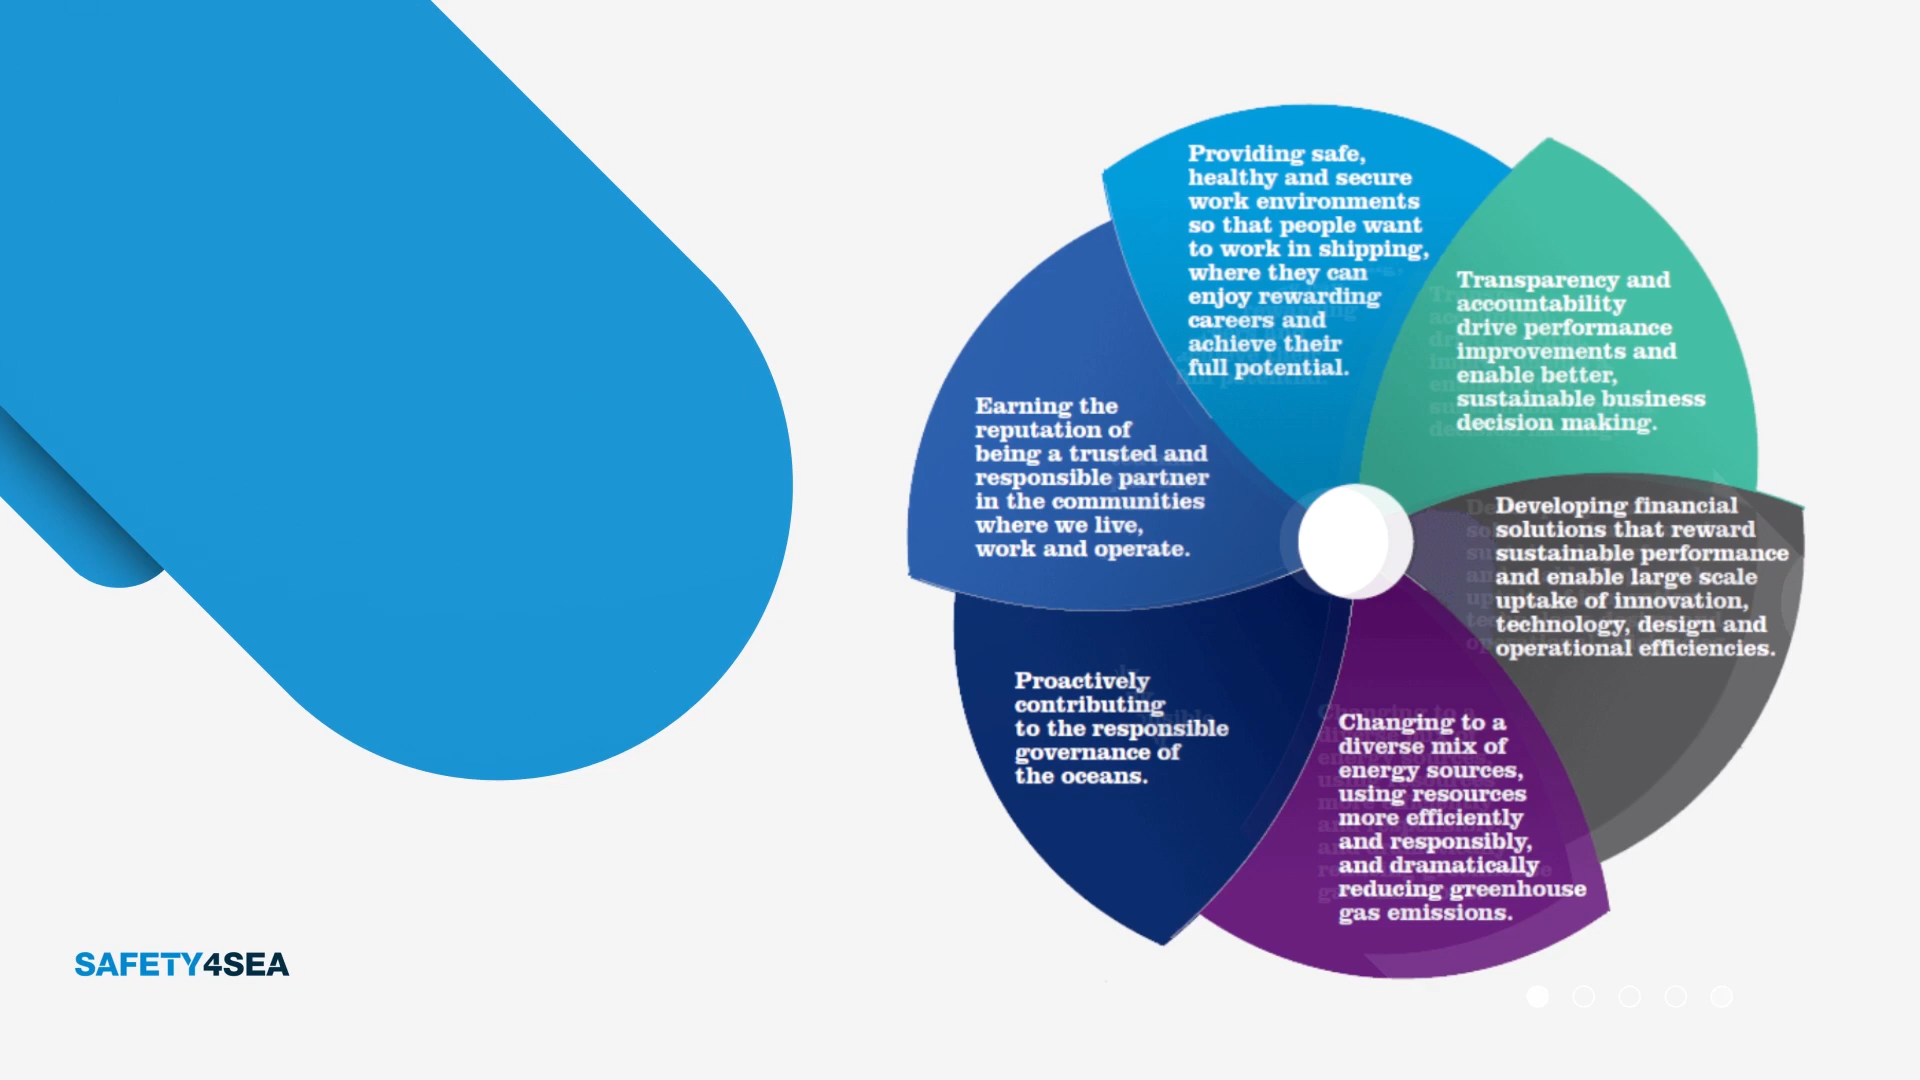 Providing safe,
healthy and secure
work environments
so that people want
to work in shipping,
where they can
enjoy rewarding
careers and
achieve their
full potential.
Transparency and
accountability
drive performance
improvements and
enable better,
sustainable business
decision making.
Developing financial
solutions that reward
sustainable performance
and enable large scale
uptake of innovation,
technology, design and
operational efficiencies.
Changing to a
diverse mix of
energy sources,
using resources
more efficiently
and responsibly,
and dramatically
reducing greenhouse
gas emissions.
Proactively
contributing
to the responsible
governance of
the oceans.
Earning the
reputation of
being a trusted and
responsible partner
in the communities
where we live,
work and operate.
SAFETY4SEA